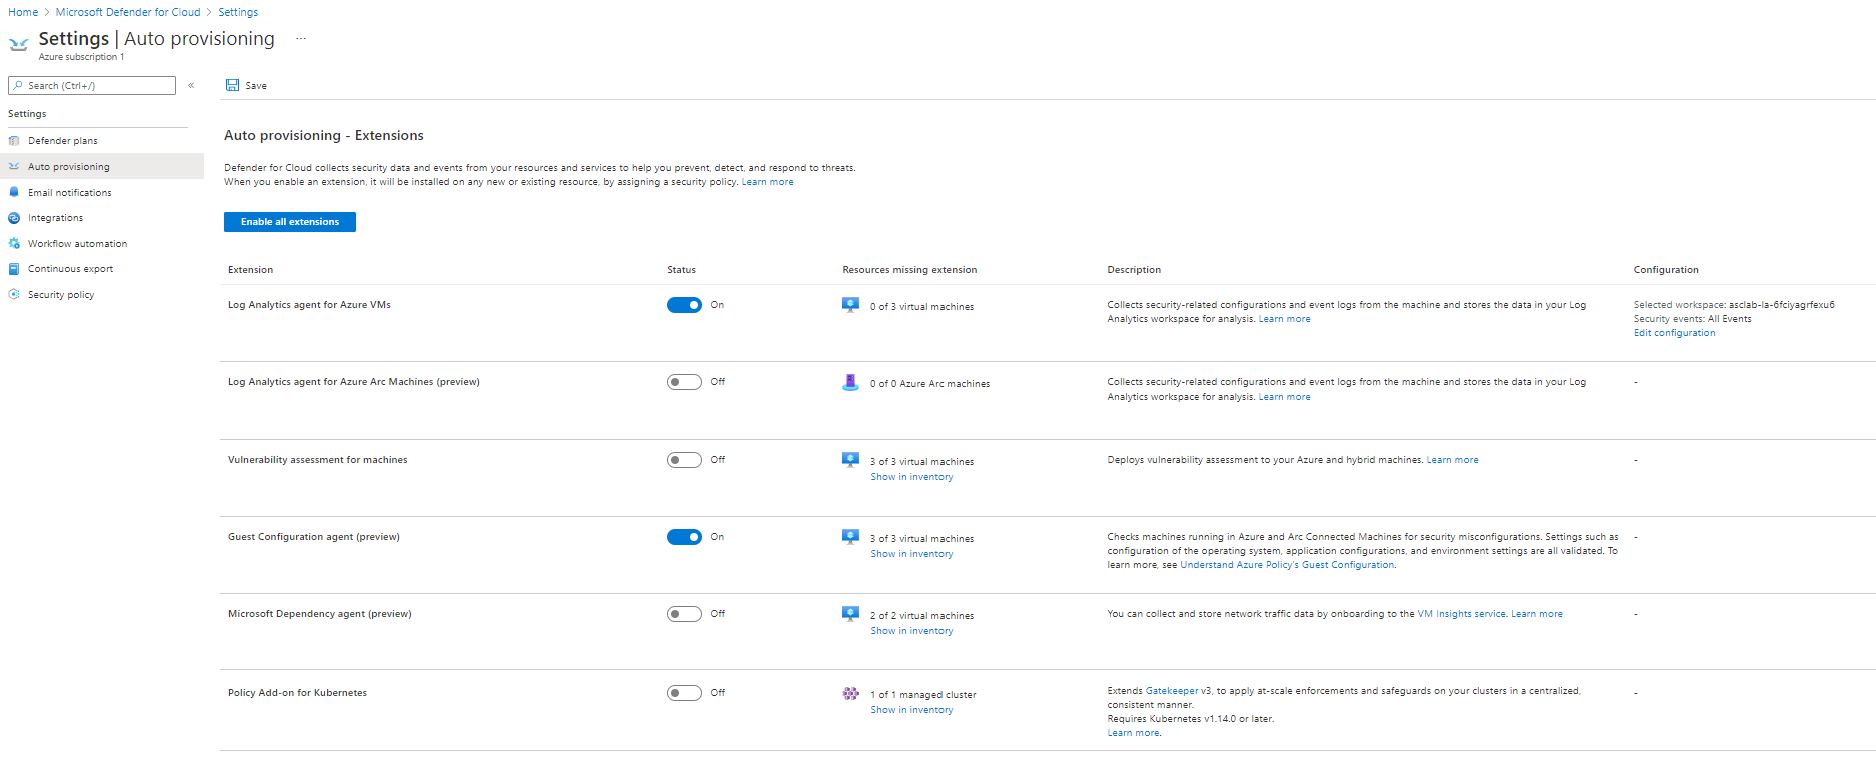 Home > Microsoft Defender for Cloud > Settings
Settings | Auto provisioning ...
Azure subscription 1
Search (Ctrl+/) «
Save
Settings
Defender plans
Auto provisioning
Email notifications
Integrations
Workflow automation
Continuous export
Security policy
Auto provisioning - Extensions
Defender for Cloud collects security data and events from your resources and services to help you prevent, detect, and respond to threats.
When you enable an extension, it will be installed on any new or existing resource, by assigning a security policy. Learn more
Enable all extensions
Extension Status Resources missing extension Description Configuration
Log Analytics agent for Azure VMs On 0 of 3 virtual machines
Collects security-related configurations and event logs from the machine and stores the data in your Log
Analytics workspace for analysis. Learn more
Selected workspace: asclab-la-6fciyagrfexu6
Security events: All Events
Edit configuration
Log Analytics agent for Azure Arc Machines (preview) Off 0 of 0 Azure Arc machines
Collects security-related configurations and event logs from the machine and stores the data in your Log
Analytics workspace for analysis. Learn more
-
Vulnerability assessment for machines Off 3 of 3 virtual machines
Show in inventory
Deploys vulnerability assessment to your Azure and hybrid machines. Learn more
-
Guest Configuration agent (preview) On 3 of 3 virtual machines
Show in inventory
Checks machines running in Azure and Arc Connected Machines for security misconfigurations. Settings such as
configuration of the operating system, application configurations, and environment settings are all validated. To
learn more, see Understand Azure Policy's Guest Configuration.
-
Microsoft Dependency agent (preview) Off 2 of 2 virtual machines
Show in inventory
You can collect and store network traffic data by onboarding to the VM Insights service. Learn more
-
Policy Add-on for Kubernetes Off 1 of 1 managed cluster
Show in inventory
Extends Gatekeeper v3, to apply at-scale enforcements and safeguards on your clusters in a centralized,
consistent manner.
Requires Kubernetes v1.14.0 or later.
Learn more.
-